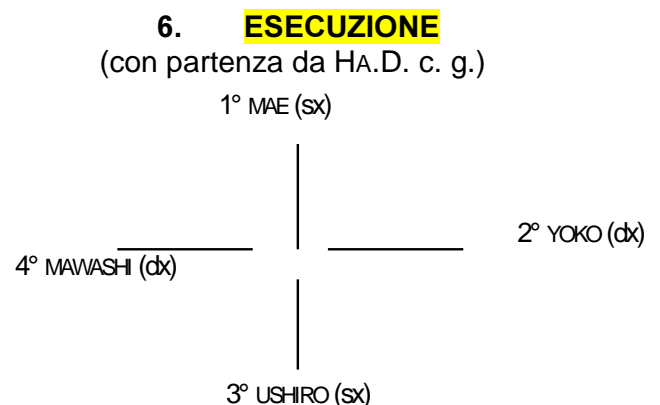 6. ESECUZIONE
(con partenza da HA.D. c. g.)
1° MAE (sx)
2° YOKO (dx)
4° MAWASHI (dx)
3° USHIRO (sx)